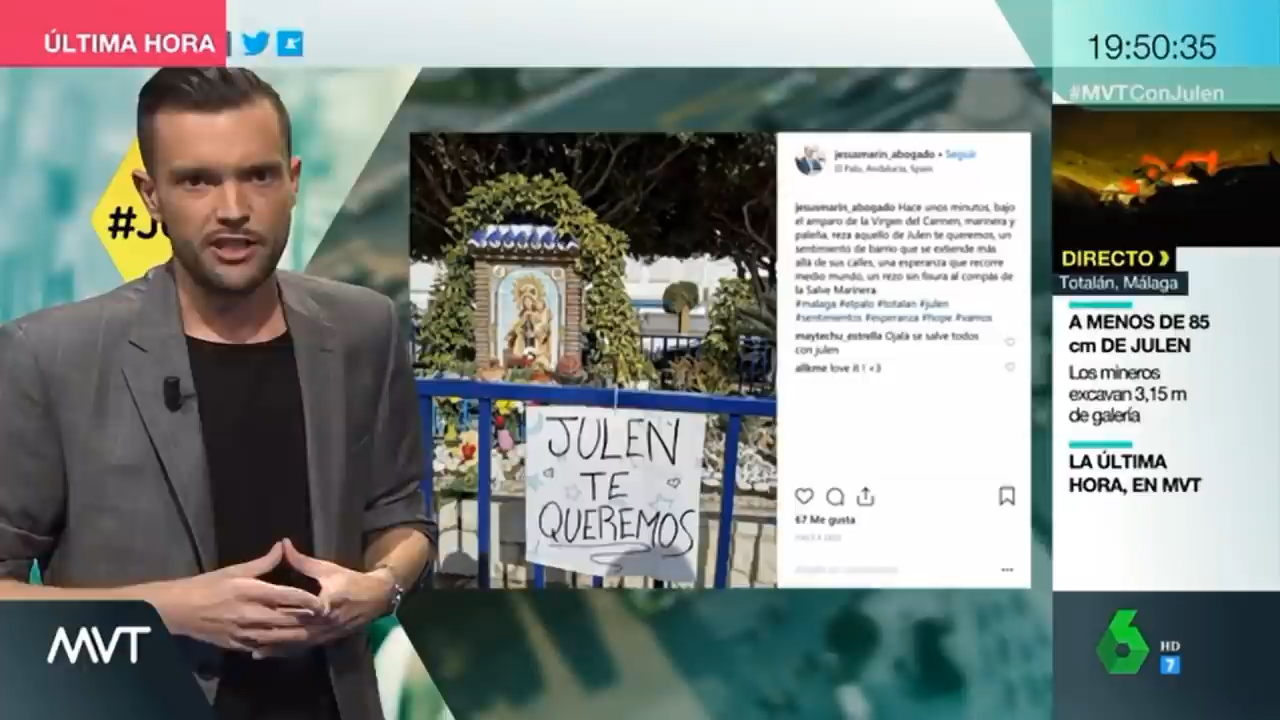 ÚLTIMA HORA
19:50:35
#MVTConJulen
#JU
jesusmarin_abogado • Seguir
El Palo, Andalucia, Spain
jesusmarin_abogado Hace unos minutos, bajo
el amparo de la Virgen del Carmen, marinera y
paleña, reza aquello de Julen te queremos, un
sentimiento de barrio que se extiende más
allá de sus calles, una esperanza que recorre
medio mundo, un rezo sin fisura al compás de
la Salve Marinera
#malaga #elpalo #totalan #julen
#sentimientos #esperanza #hope #vamos
maytechu_estrella Ojalá se salve todos
con julen
allkme love it ! <3
67 Me gusta
JULEN
TE
QUEREMOS
DIRECTO
Totalán, Málaga
A MENOS DE 85
cm DE JULEN
Los mineros
excavan 3,15 m
de galería
LA ÚLTIMA
HORA, EN MVT
MVT
6
HD
7